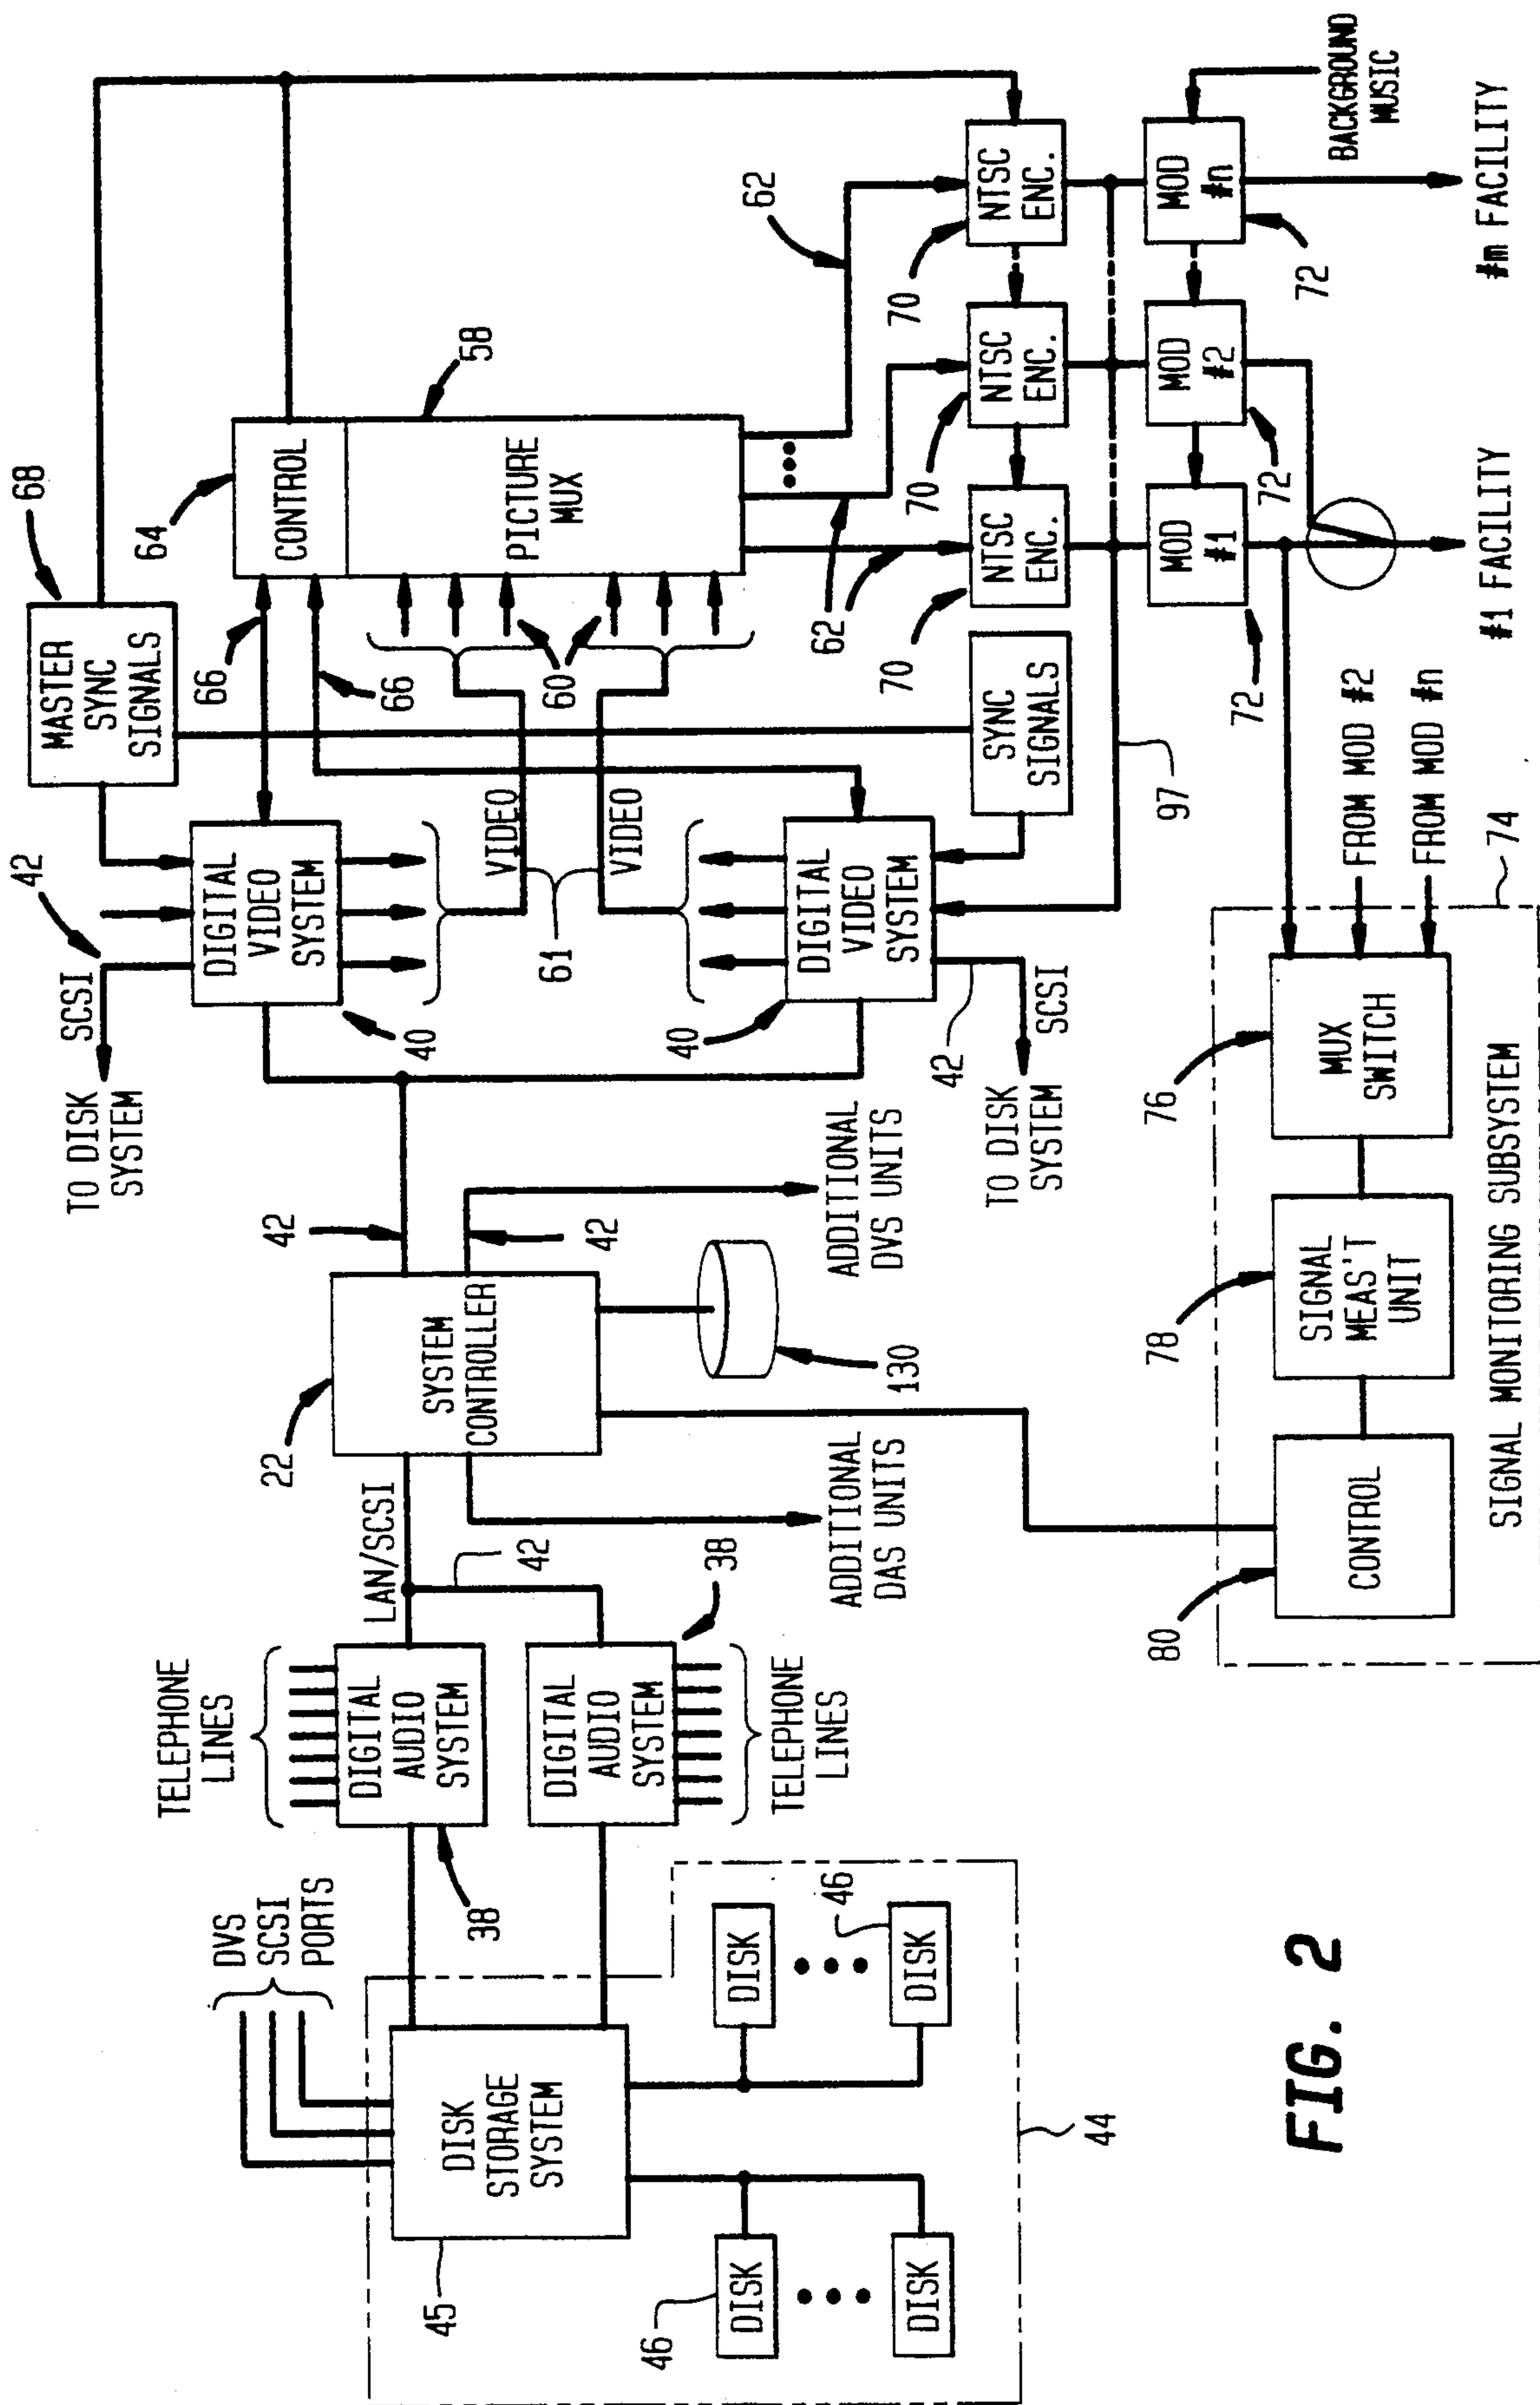 DVS
SCSI
PORTS
45
DISK
STORAGE
SYSTEM
46
DISK
DISK
DISK
46
DISK
44
TELEPHONE
LINES
DIGITAL
AUDIO
SYSTEM
38
DIGITAL
AUDIO
SYSTEM
38
TELEPHONE
LINES
LAN/SCSI
42
22
SYSTEM
CONTROLLER
130
ADDITIONAL
DAS UNITS
42
42
ADDITIONAL
DVS UNITS
TO DISK
SYSTEM
SCSI
42
DIGITAL
VIDEO
SYSTEM
40
VIDEO
61
VIDEO
40
DIGITAL
VIDEO
SYSTEM
42
SCSI
TO DISK
SYSTEM
MASTER
SYNC
SIGNALS
68
66
66
64
CONTROL
PICTURE
MUX
58
60
62
62
SYNC
SIGNALS
97
70
NTSC
ENC.
70
NTSC
ENC.
70
NTSC
ENC.
72
MOD
#1
72
MOD
#2
72
MOD
#n
BACKGROUND
MUSIC
#1 FACILITY
#m FACILITY
80
CONTROL
78
SIGNAL
MEAS'T
UNIT
76
MUX
SWITCH
FROM MOD #2
FROM MOD #n
74
SIGNAL MONITORING SUBSYSTEM
FIG. 2